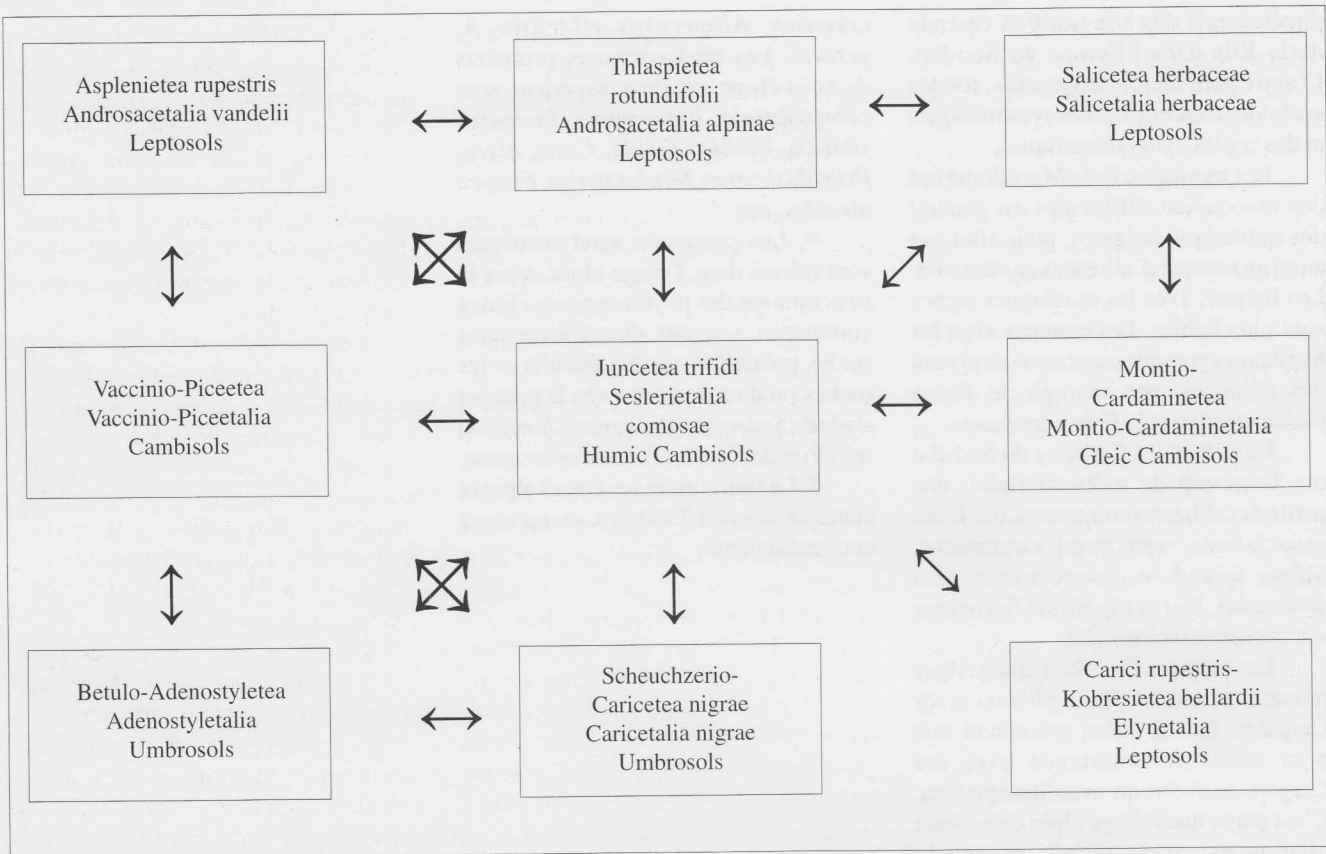 Asplenietea rupestris
Androsacetalia vandelii
Leptosols
Thlaspietea
rotundifolii
Androsacetalia alpinae
Leptosols
Salicetea herbaceae
Salicetalia herbaceae
Leptosols
Vaccinio-Piceetea
Vaccinio-Piceetalia
Cambisols
Juncetea trifidi
Seslerietalia
comosae
Humic Cambisols
Montio-
Cardaminetea
Montio-Cardaminetalia
Gleic Cambisols
Betulo-Adenostyletea
Adenostyletalia
Umbrosols
Scheuchzerio-
Caricetea nigrae
Caricetalia nigrae
Umbrosols
Carici rupestris-
Kobresietea bellardii
Elynetalia
Leptosols